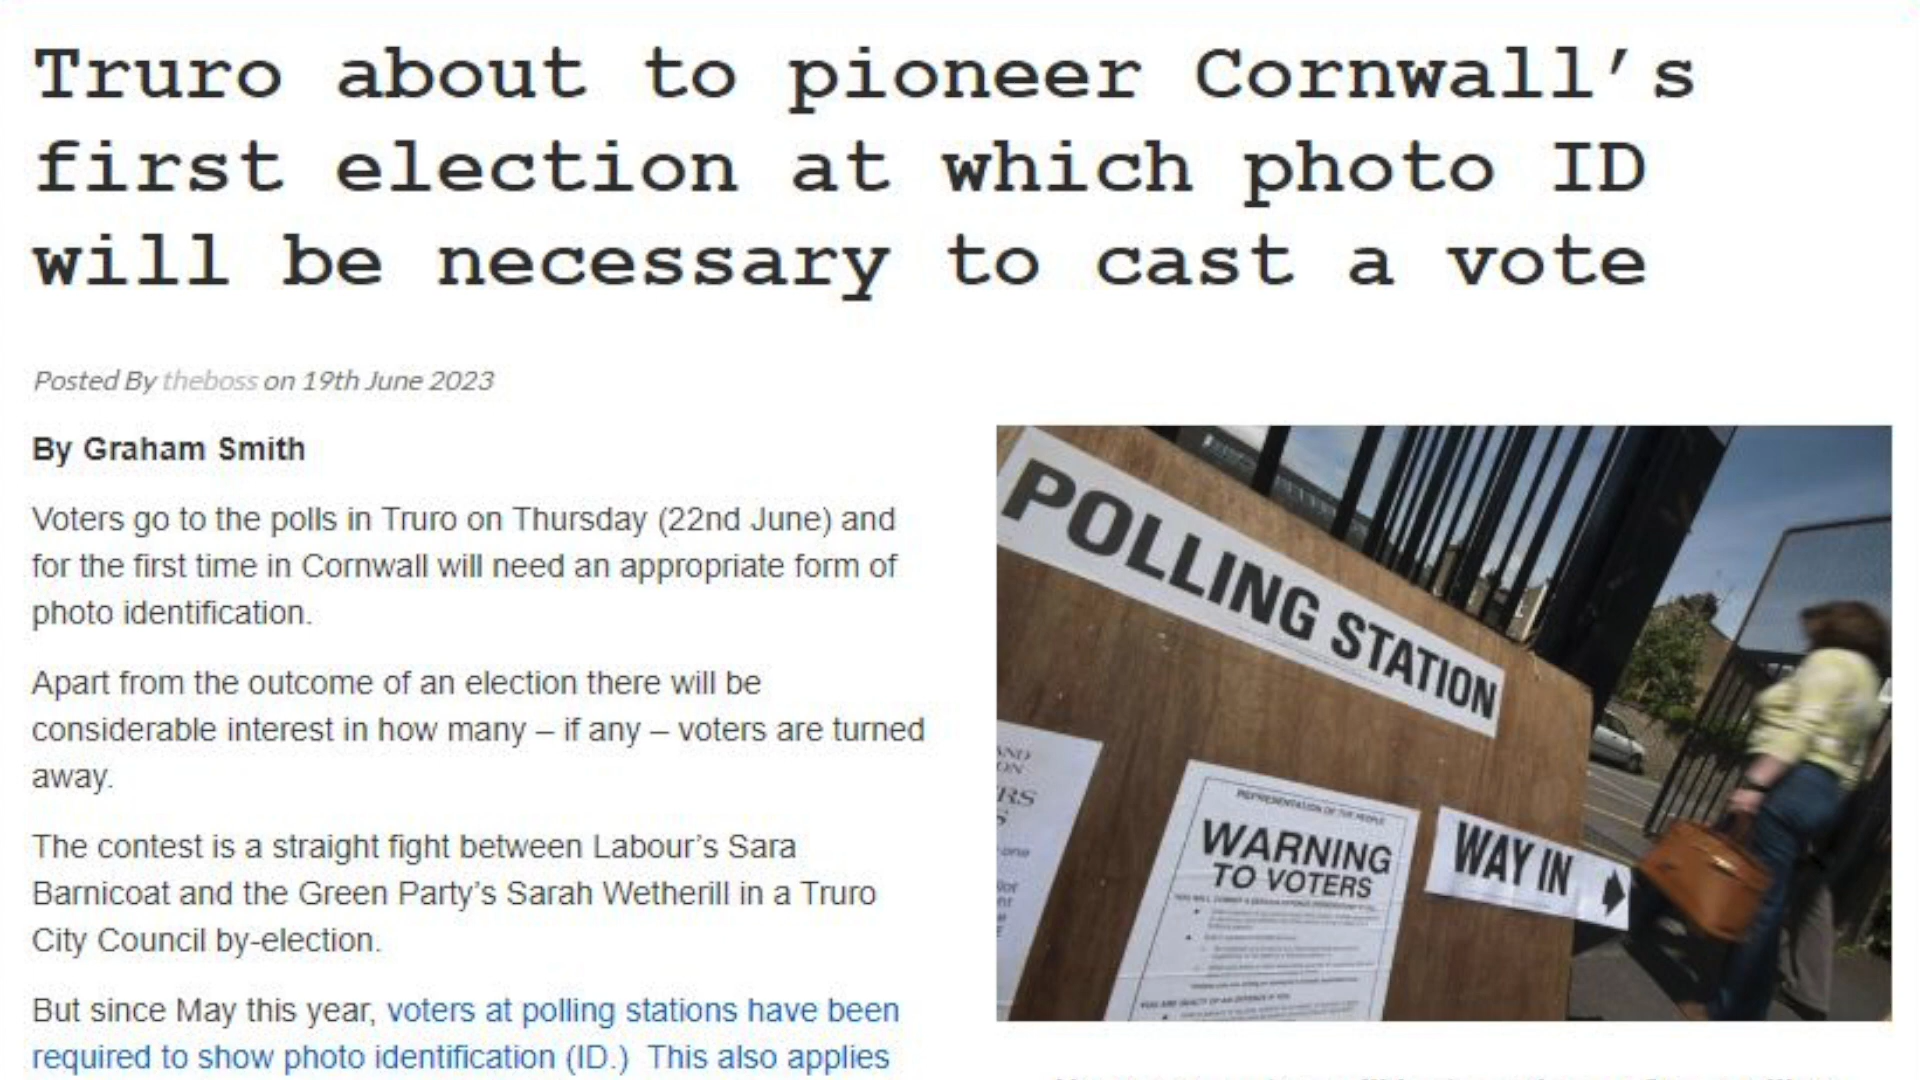 Truro about to pioneer Cornwall’s
first election at which photo ID
will be necessary to cast a vote
Posted By theboss on 19th June 2023
By Graham Smith
Voters go to the polls in Truro on Thursday (22nd June) and
for the first time in Cornwall will need an appropriate form of
photo identification.
Apart from the outcome of an election there will be
considerable interest in how many – if any – voters are turned
away.
The contest is a straight fight between Labour’s Sara
Barnicoat and the Green Party’s Sarah Wetherill in a Truro
City Council by-election.
But since May this year, voters at polling stations have been
required to show photo identification (ID.)  This also applies
POLLING STATION
REPRESENTATION OF THE PEOPLE
WARNING
TO VOTERS
WAY IN